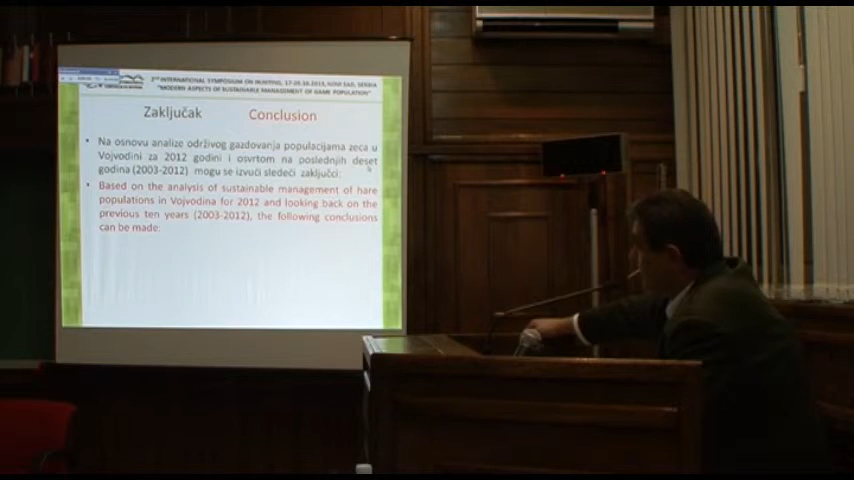 2ND INTERNATIONAL SYMPOSIUM ON HUNTING, 17-20.10.2013, NOVI SAD, SERBIA
"MODERN ASPECTS OF SUSTAINABLE MANAGEMENT OF GAME POPULATION"
Zaključak Conclusion
• Na osnovu analize održivog gazdovanja populacijama zeca u
Vojvodini za 2012 godini i osvrtom na poslednjih deset
godina (2003-2012) mogu se izvući sledeći zaključci:
• Based on the analysis of sustainable management of hare
populations in Vojvodina for 2012 and looking back on the
previous ten years (2003-2012), the following conclusions
can be made: